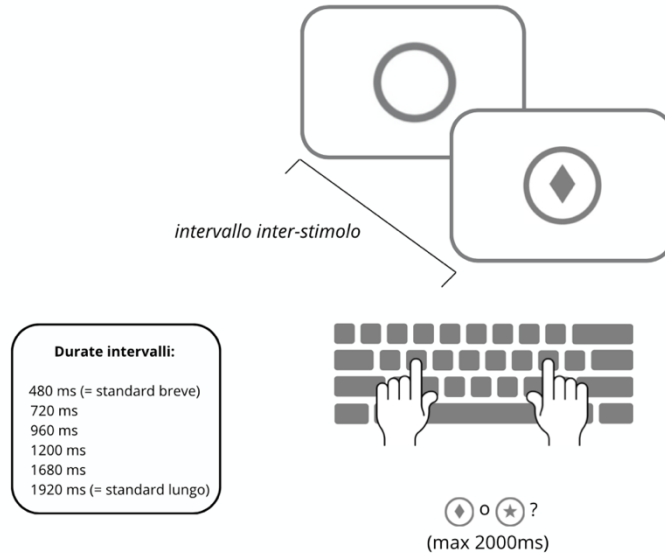 intervallo inter-stimolo
Durate intervalli:
480 ms (= standard breve)
720 ms
960 ms
1200 ms
1680 ms
1920 ms (= standard lungo)
o ?
(max 2000ms)